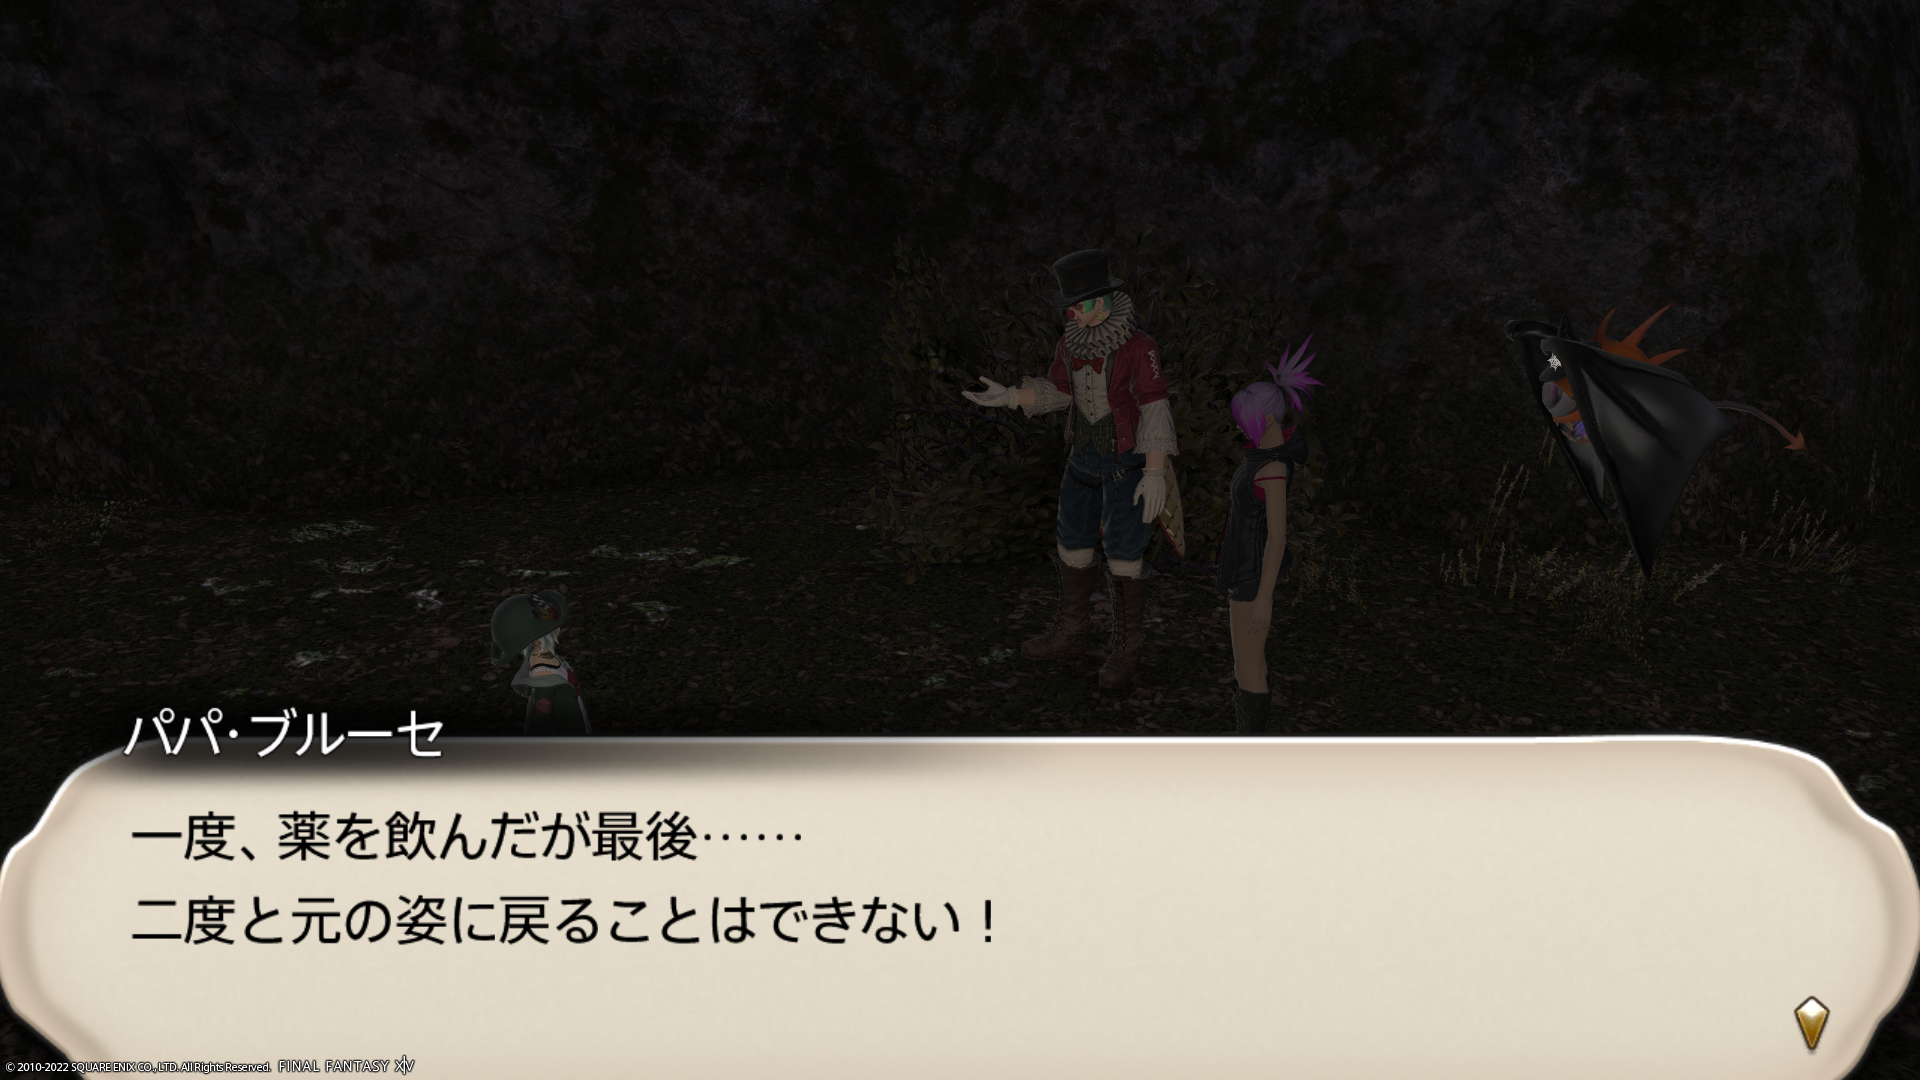 パパ・ブルーセ
一度、薬を飲んだが最後……
二度と元の姿に戻ることはできない！
© 2010-2022 SQUARE ENIX CO., LTD. All Rights Reserved. FINAL FANTASY XIV